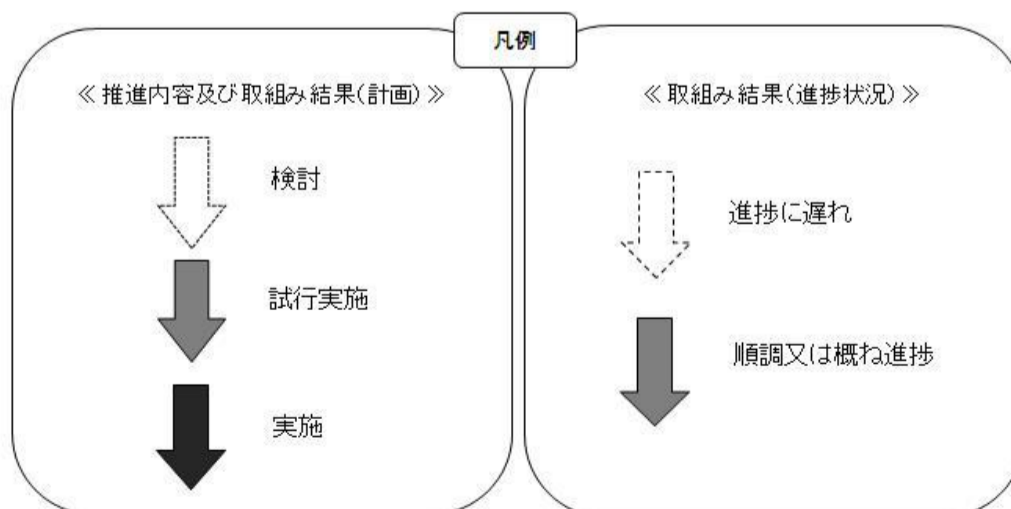 凡例
≪ 推進内容及び取組み結果(計画) ≫
検討
試行実施
実施
≪ 取組み結果(進捗状況) ≫
進捗に遅れ
順調又は概ね進捗